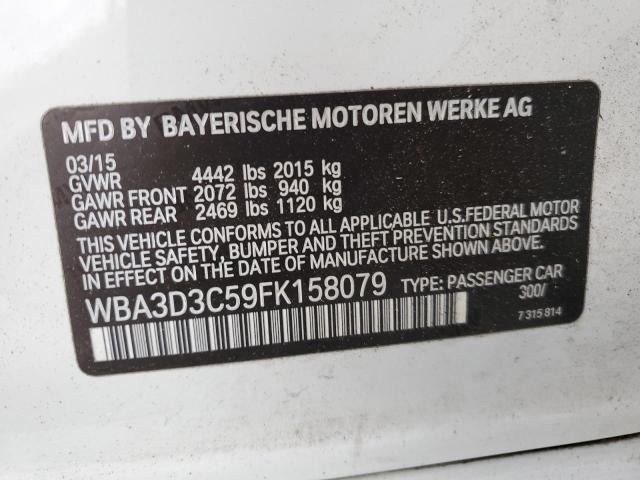 MFD BY BAYERISCHE MOTOREN WERKE AG
03/15
GVWR 4442 lbs 2015 kg
GAWR FRONT 2072 lbs 940 kg
GAWR REAR 2469 lbs 1120 kg
THIS VEHICLE CONFORMS TO ALL APPLICABLE U.S.FEDERAL MOTOR
VEHICLE SAFETY, BUMPER AND THEFT PREVENTION STANDARDS
IN EFFECT ON THE DATE OF MANUFACTURE SHOWN ABOVE.
WBA3D3C59FK158079 TYPE: PASSENGER CAR
300/
7 315 814